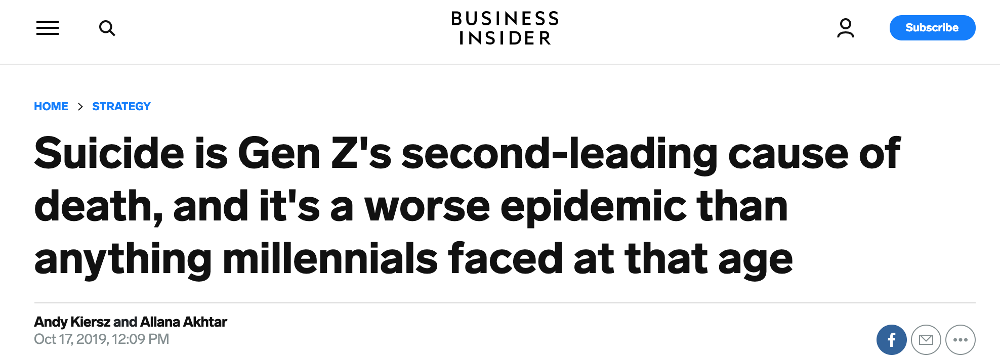 BUSINESS
INSIDER
Subscribe
HOME > STRATEGY
Suicide is Gen Z's second-leading cause of
death, and it's a worse epidemic than
anything millennials faced at that age
Andy Kiersz and Allana Akhtar
Oct 17, 2019, 12:09 PM